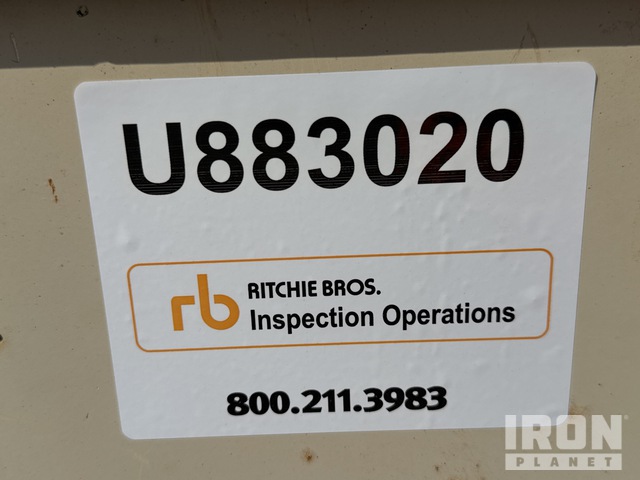 U883020
rb RITCHIE BROS.
Inspection Operations
800.211.3983
IRON
PLANET